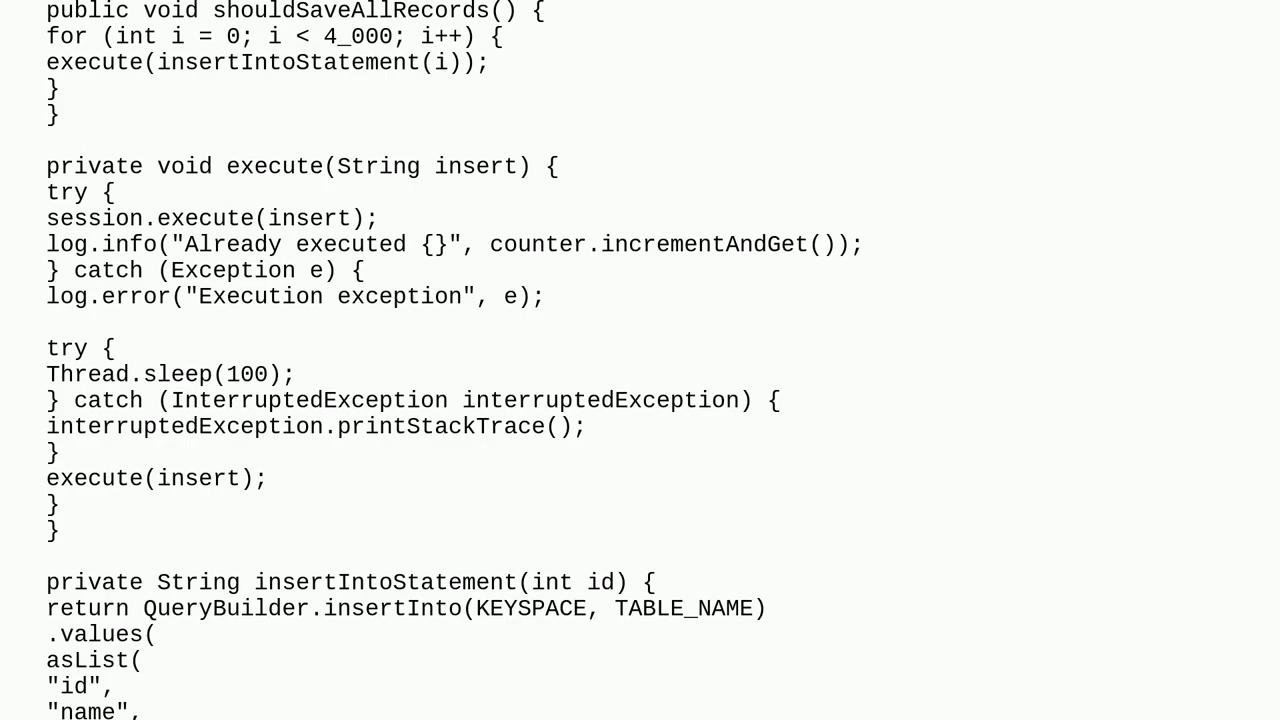 public void shouldSaveAllRecords() {
for (int i = 0; i < 4_000; i++) {
execute(insertIntoStatement(i));
}
}

private void execute(String insert) {
try {
session.execute(insert);
log.info("Already executed {}", counter.incrementAndGet());
} catch (Exception e) {
log.error("Execution exception", e);

try {
Thread.sleep(100);
} catch (InterruptedException interruptedException) {
interruptedException.printStackTrace();
}
execute(insert);
}
}

private String insertIntoStatement(int id) {
return QueryBuilder.insertInto(KEYSPACE, TABLE_NAME)
.values(
asList(
"id",
"name",